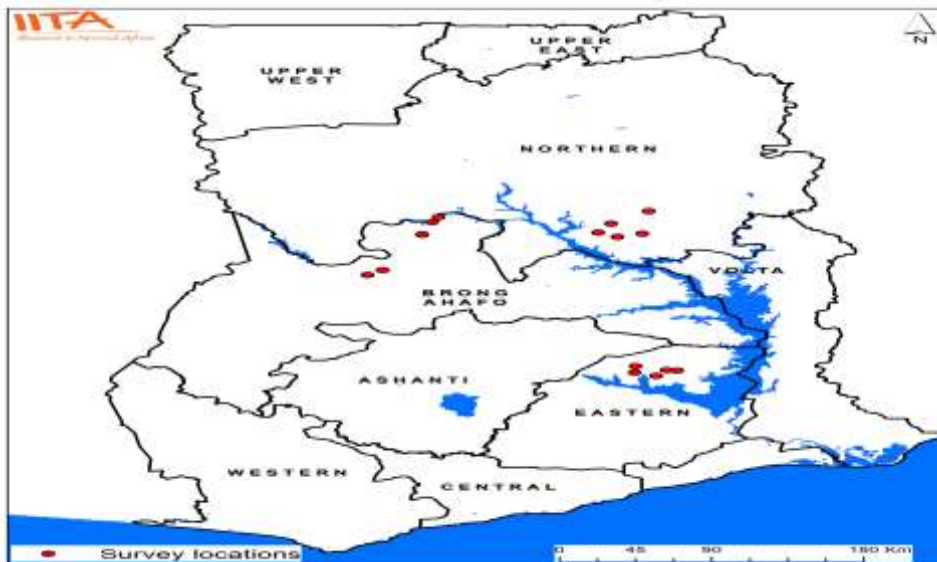 IITA
N
UPPER
EAST
UPPER
WEST
NORTHERN
VOLTA
BRONG
AHAFO
ASHANTI
EASTERN
WESTERN
CENTRAL
Survey locations
0 45 90 180 Km